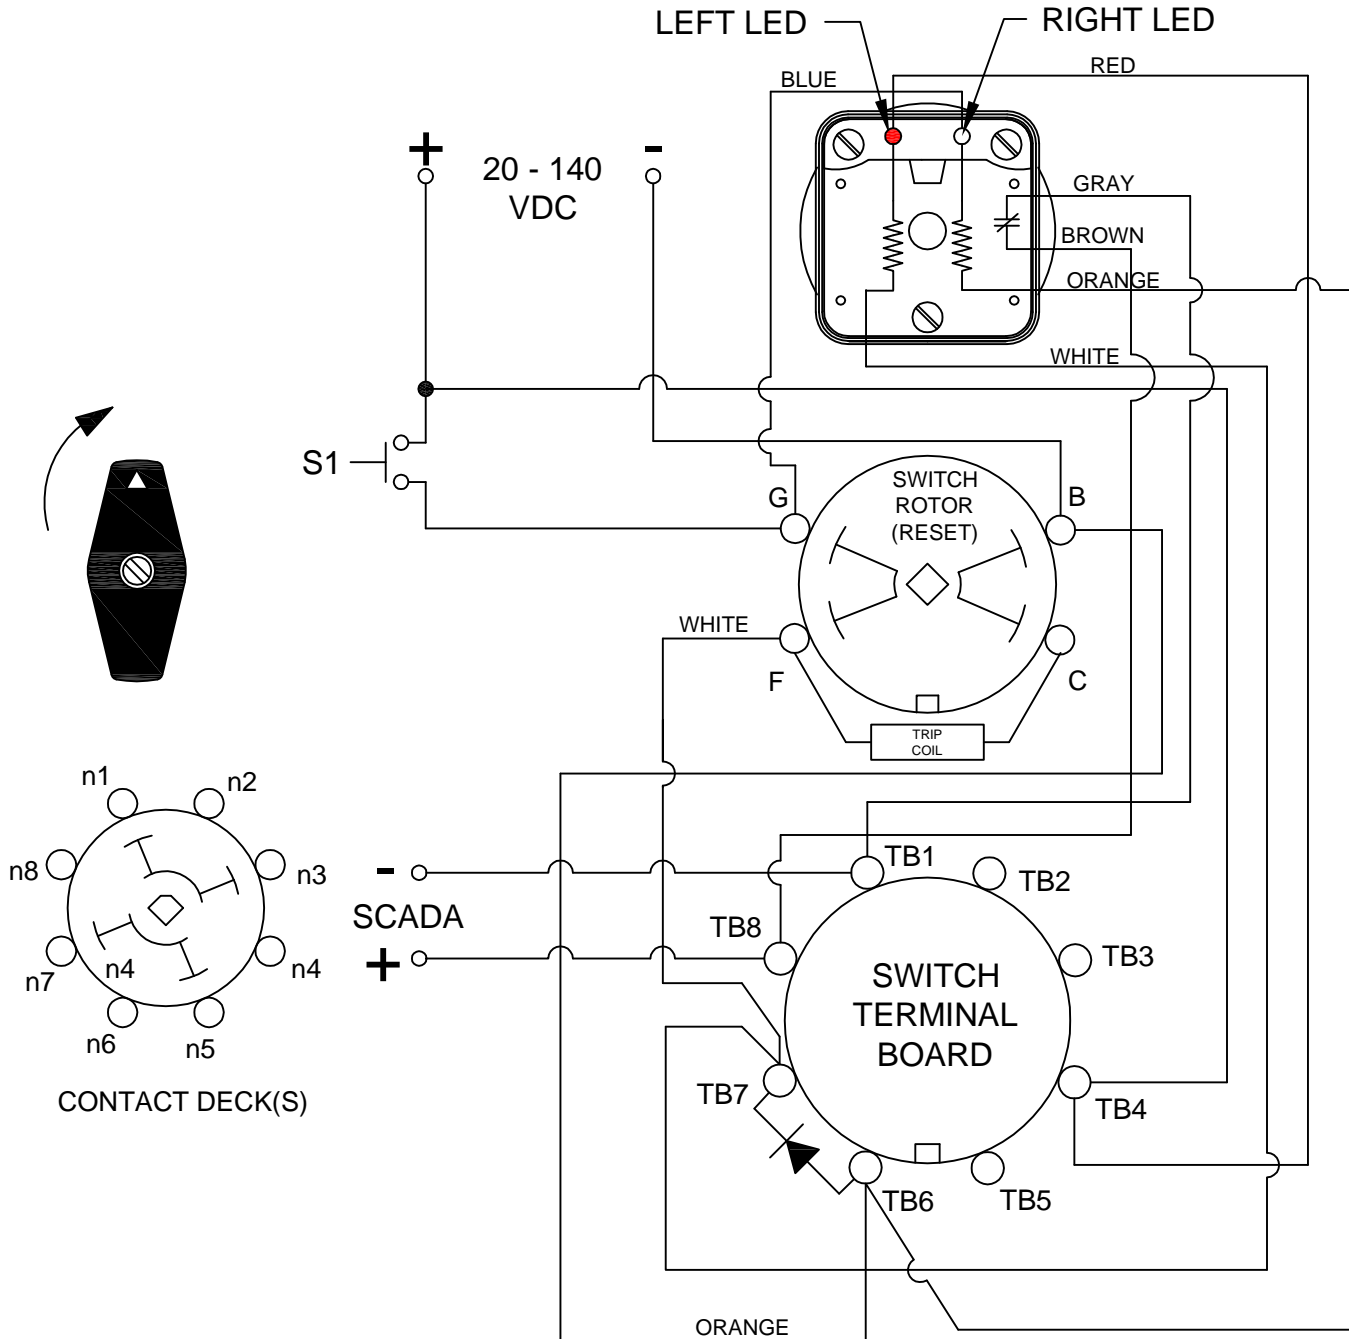 LEFT LED
RIGHT LED
RED
BLUE
+
20 - 140
VDC
-
GRAY
BROWN
ORANGE
WHITE
S1
G
SWITCH
ROTOR
(RESET)
B
WHITE
F
C
TRIP
COIL
n1
n2
n8
n3
n7
n4
n4
n6
n5
CONTACT DECK(S)
-
SCADA
+
TB1
TB2
TB8
TB3
SWITCH
TERMINAL
BOARD
TB7
TB4
TB6
TB5
ORANGE